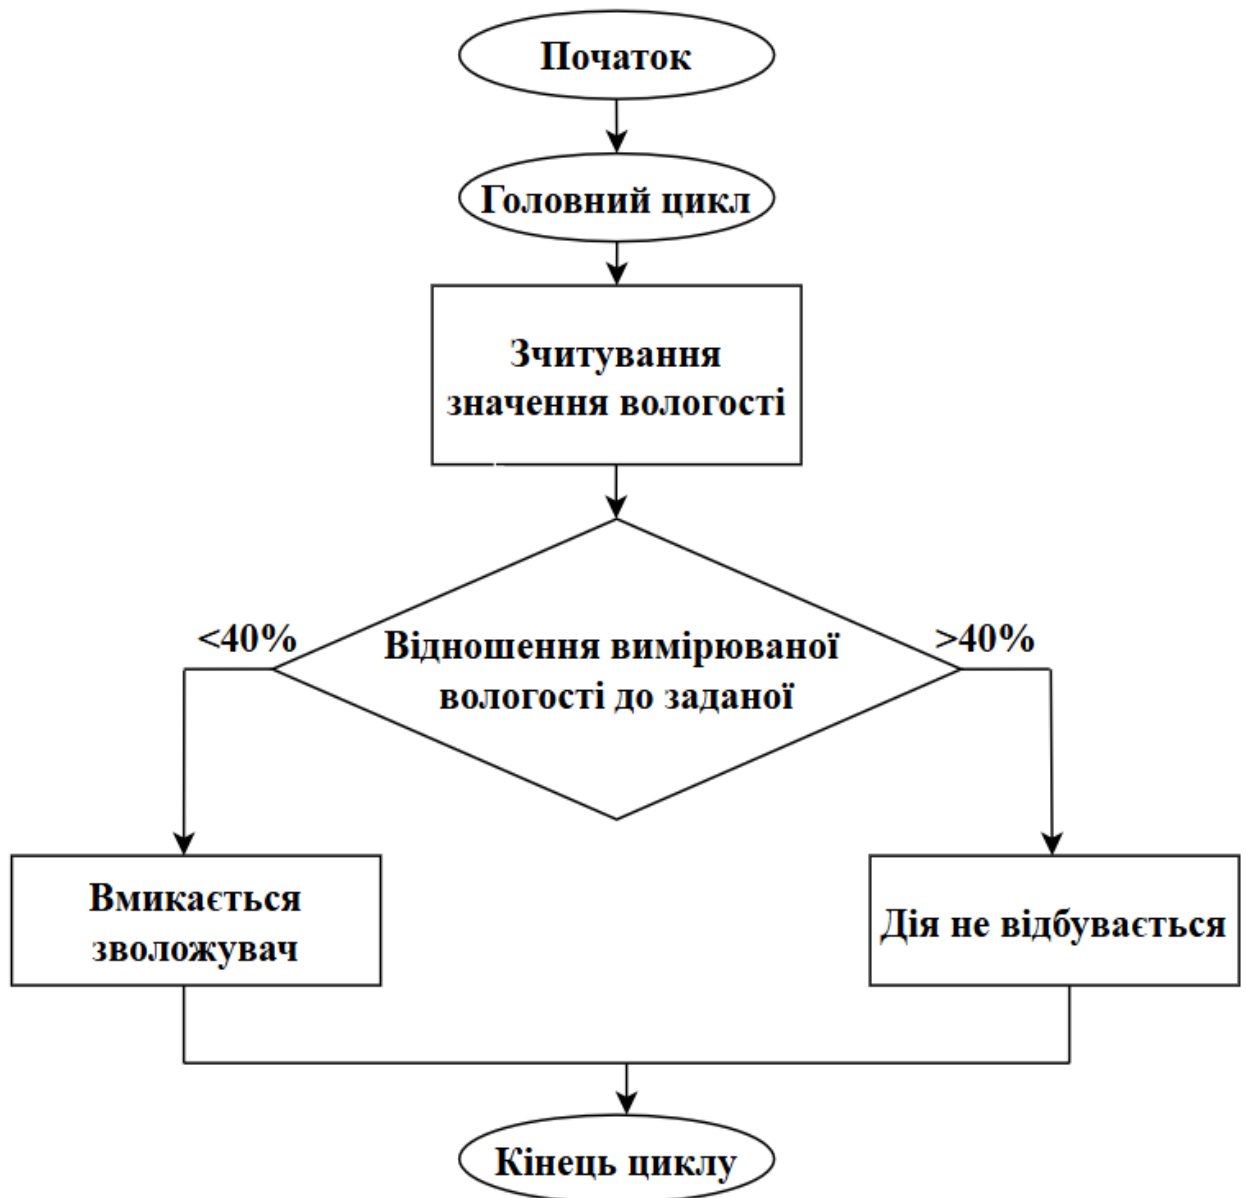 Початок
Головний цикл
Зчитування
значення вологості
<40%
Відношення вимірюваної
вологості до заданої
>40%
Вмикається
зволожувач
Дія не відбувається
Кінець циклу